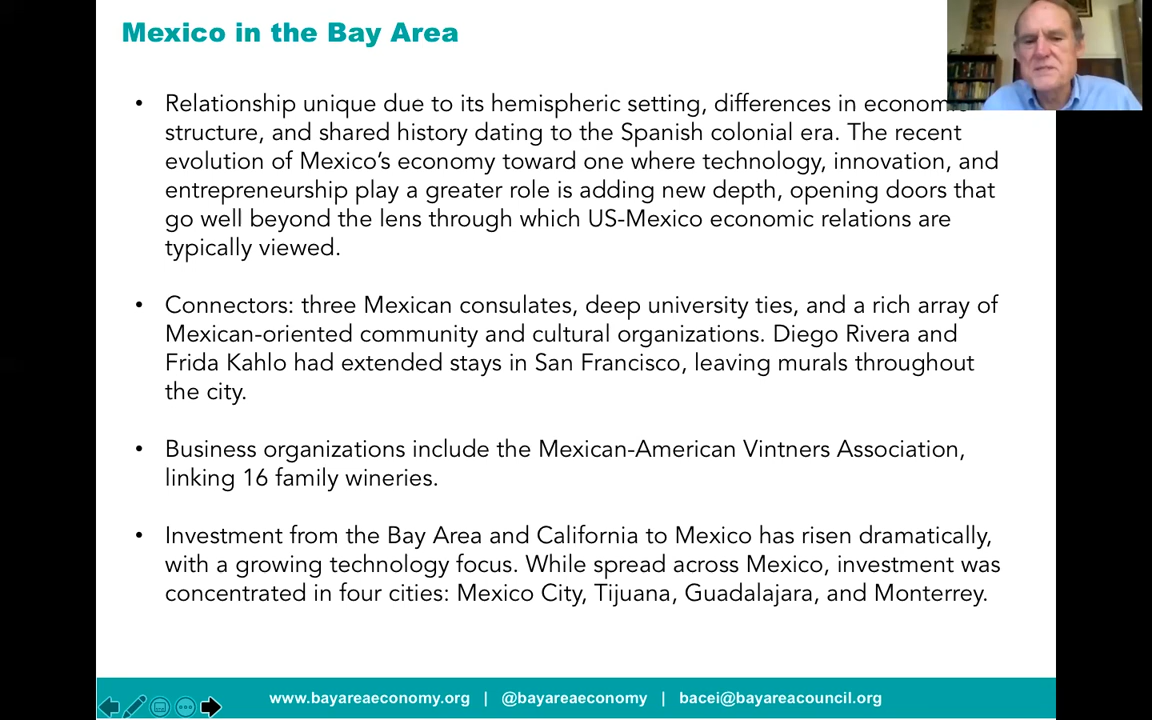 Mexico in the Bay Area
• Relationship unique due to its hemispheric setting, differences in
structure, and shared history dating to the Spanish colonial era. The recent
evolution of Mexico's economy toward one where technology, innovation, and
entrepreneurship play a greater role is adding new depth, opening doors that
go well beyond the lens through which US-Mexico economic relations are
typically viewed.
• Connectors: three Mexican consulates, deep university ties, and a rich array of
Mexican-oriented community and cultural organizations. Diego Rivera and
Frida Kahlo had extended stays in San Francisco, leaving murals throughout
the city.
• Business organizations include the Mexican-American Vintners Association,
linking 16 family wineries.
• Investment from the Bay Area and California to Mexico has risen dramatically,
with a growing technology focus. While spread across Mexico, investment was
concentrated in four cities: Mexico City, Tijuana, Guadalajara, and Monterrey.
www.bayareaeconomy.org | @bayareaeconomy | bacei@bayareacouncil.org